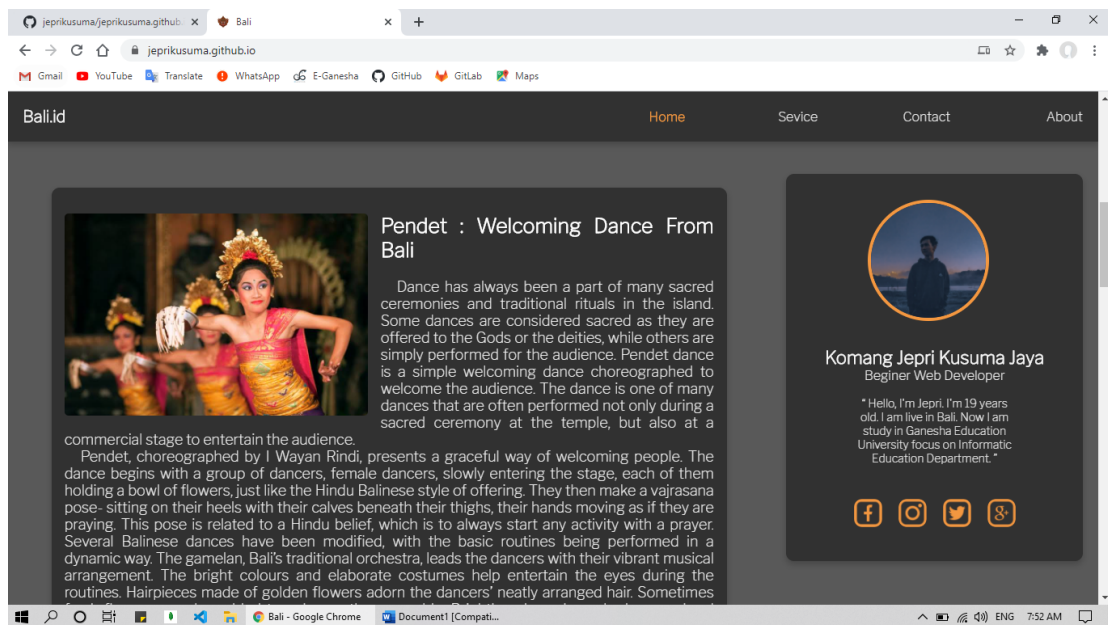 jeprikusuma/jeprikusuma.github
Bali
jeprikusuma.github.io
Gmail YouTube Translate WhatsApp E-Ganesha GitHub GitLab Maps
Bali.id Home Sevice Contact About
Pendet : Welcoming Dance From
Bali
Dance has always been a part of many sacred
ceremonies and traditional rituals in the island.
Some dances are considered sacred as they are
offered to the Gods or the deities, while others are
simply performed for the audience. Pendet dance
is a simple welcoming dance choreographed to
welcome the audience. The dance is one of many
dances that are often performed not only during a
sacred ceremony at the temple, but also at a
commercial stage to entertain the audience.
Pendet, choreographed by I Wayan Rindi, presents a graceful way of welcoming people. The
dance begins with a group of dancers, female dancers, slowly entering the stage, each of them
holding a bowl of flowers, just like the Hindu Balinese style of offering. They then make a vajrasana
pose- sitting on their heels with their calves beneath their thighs, their hands moving as if they are
praying. This pose is related to a Hindu belief, which is to always start any activity with a prayer.
Several Balinese dances have been modified, with the basic routines being performed in a
dynamic way. The gamelan, Bali's traditional orchestra, leads the dancers with their vibrant musical
arrangement. The bright colours and elaborate costumes help entertain the eyes during the
routines. Hairpieces made of golden flowers adorn the dancers' neatly arranged hair. Sometimes
Komang Jepri Kusuma Jaya
Beginer Web Developer
" Hello, I'm Jepri. I'm 19 years
old. I am live in Bali. Now I am
study in Ganesha Education
University focus on Informatic
Education Department. "
Bali - Google Chrome
Document1 [Compati...
ENG 7:52 AM